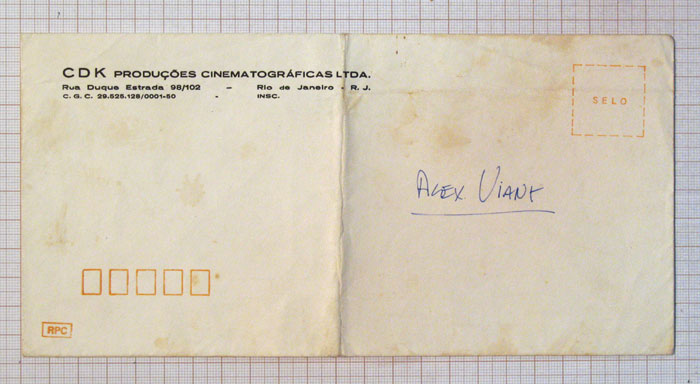 CDK PRODUÇÕES CINEMATOGRÁFICAS LTDA.
Rua Duque Estrada 98/102 – Rio de Janeiro - R. J.
C. G. C. 29.525.128/0001-50 - INSC.
SELO
ALEX VIANY
RPC